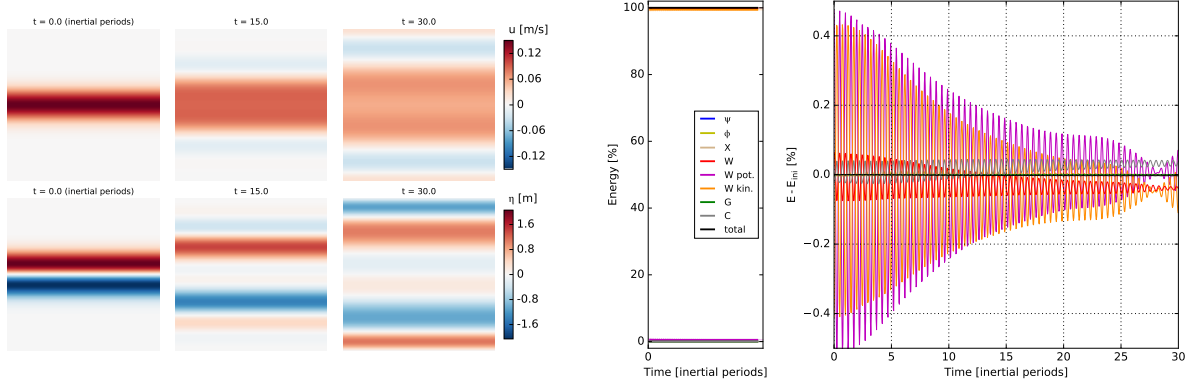 t = 0.0 (inertial periods)
t = 15.0
t = 30.0
u [m/s]
0.12
0.06
0
-0.06
-0.12
t = 0.0 (inertial periods)
t = 15.0
t = 30.0
η [m]
1.6
0.8
0
-0.8
-1.6
Energy [%]
100
80
60
40
20
0
0
Time [inertial periods]
ψ
ϕ
X
W
W pot.
W kin.
G
C
total
E - E_ini [%]
0.4
0.2
0.0
−0.2
−0.4
0 5 10 15 20 25 30
Time [inertial periods]